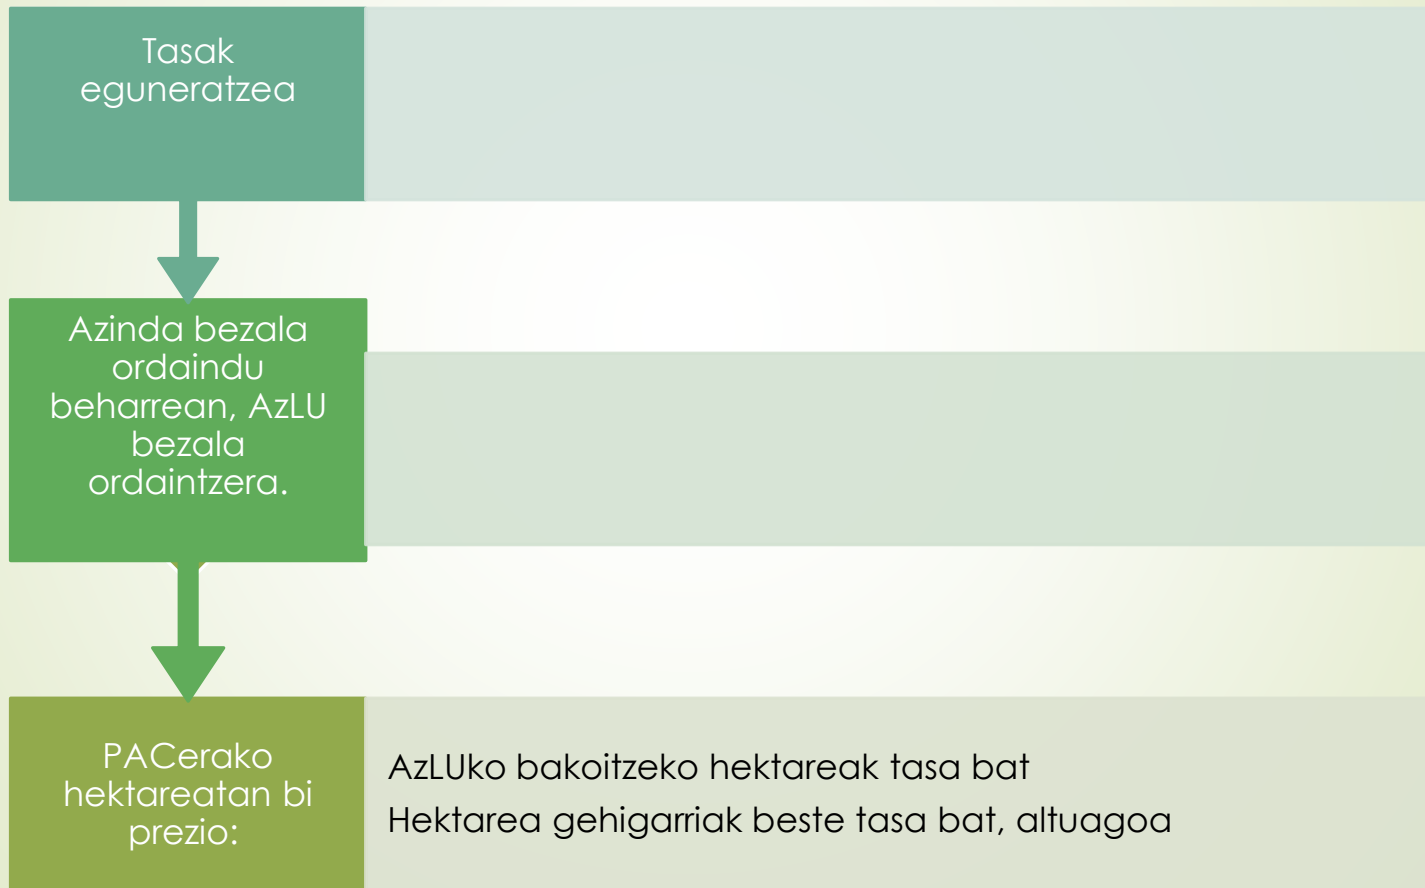 Tasak
eguneratzea
Azinda bezala
ordaindu
beharrean, AzLU
bezala
ordaintzera.
PACerako
hektareatan bi
prezio:
AzLUko bakoitzeko hektareak tasa bat
Hektarea gehigarriak beste tasa bat, altuagoa